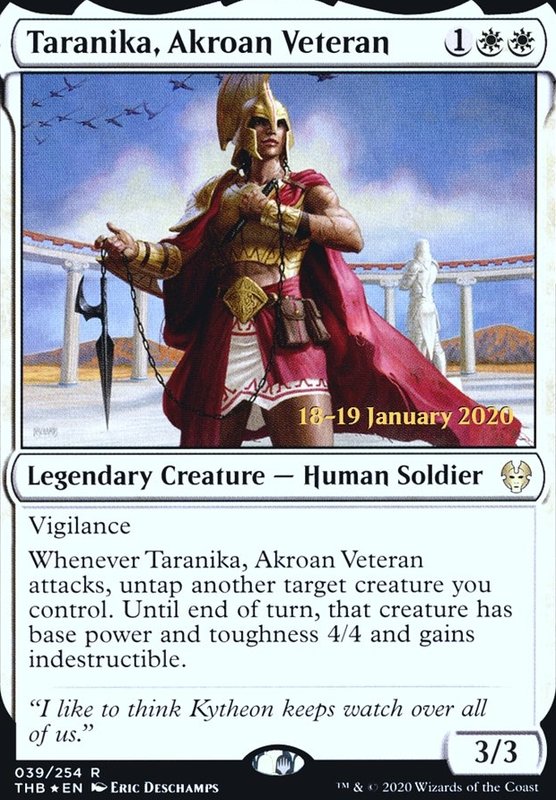 Taranika, Akroan Veteran 1
18–19 January 2020
Legendary Creature — Human Soldier
Vigilance
Whenever Taranika, Akroan Veteran
attacks, untap another target creature you
control. Until end of turn, that creature has
base power and toughness 4/4 and gains
indestructible.
“I like to think Kytheon keeps watch over all
of us.”
3/3
039/254 R
THB ★ EN Eric Deschamps
™ & © 2020 Wizards of the Coast